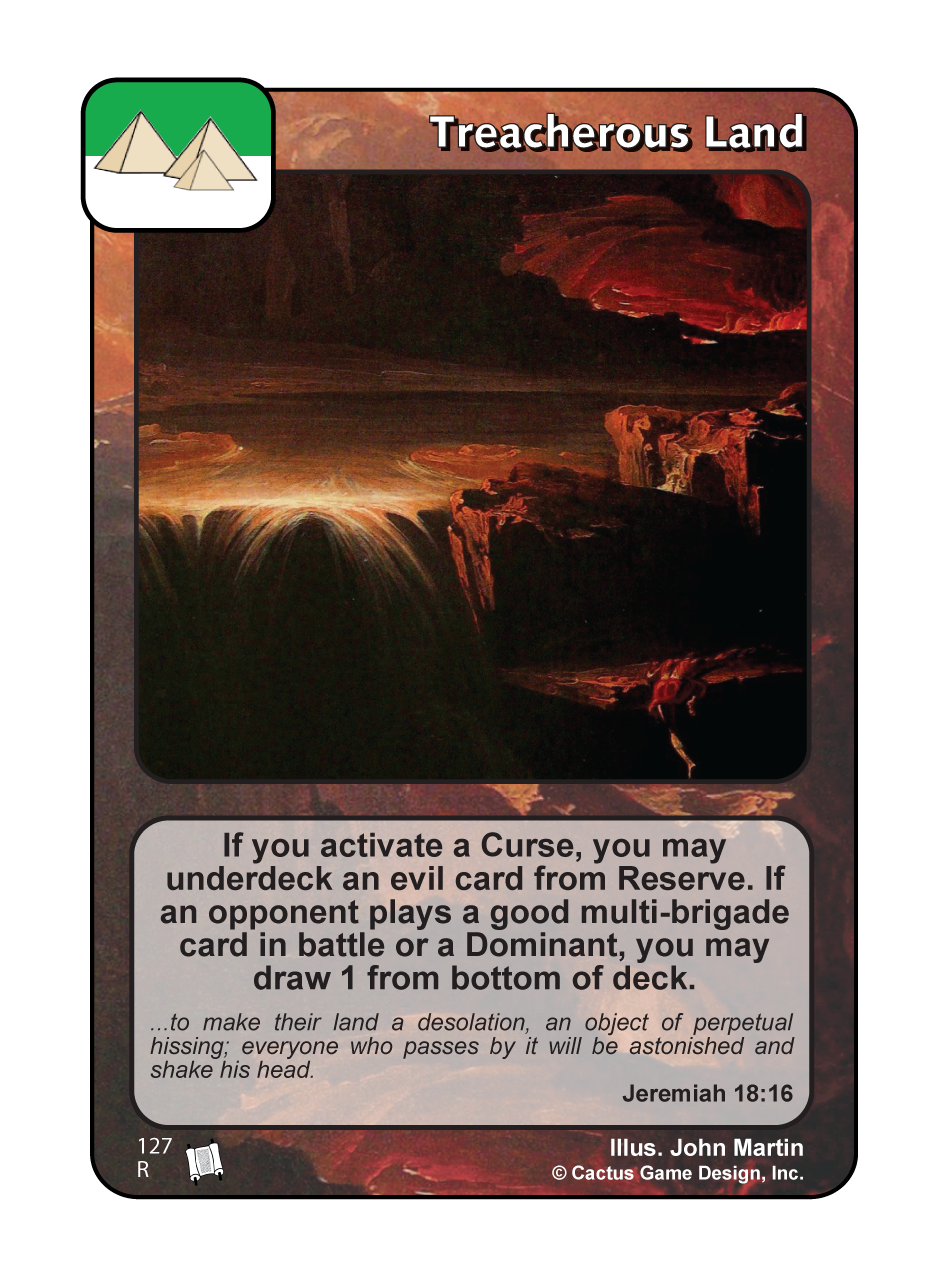 Treacherous Land
If you activate a Curse, you may
underdeck an evil card from Reserve. If
an opponent plays a good multi-brigade
card in battle or a Dominant, you may
draw 1 from bottom of deck.
...to make their land a desolation, an object of perpetual
hissing; everyone who passes by it will be astonished and
shake his head.
Jeremiah 18:16
127
R
Illus. John Martin
© Cactus Game Design, Inc.